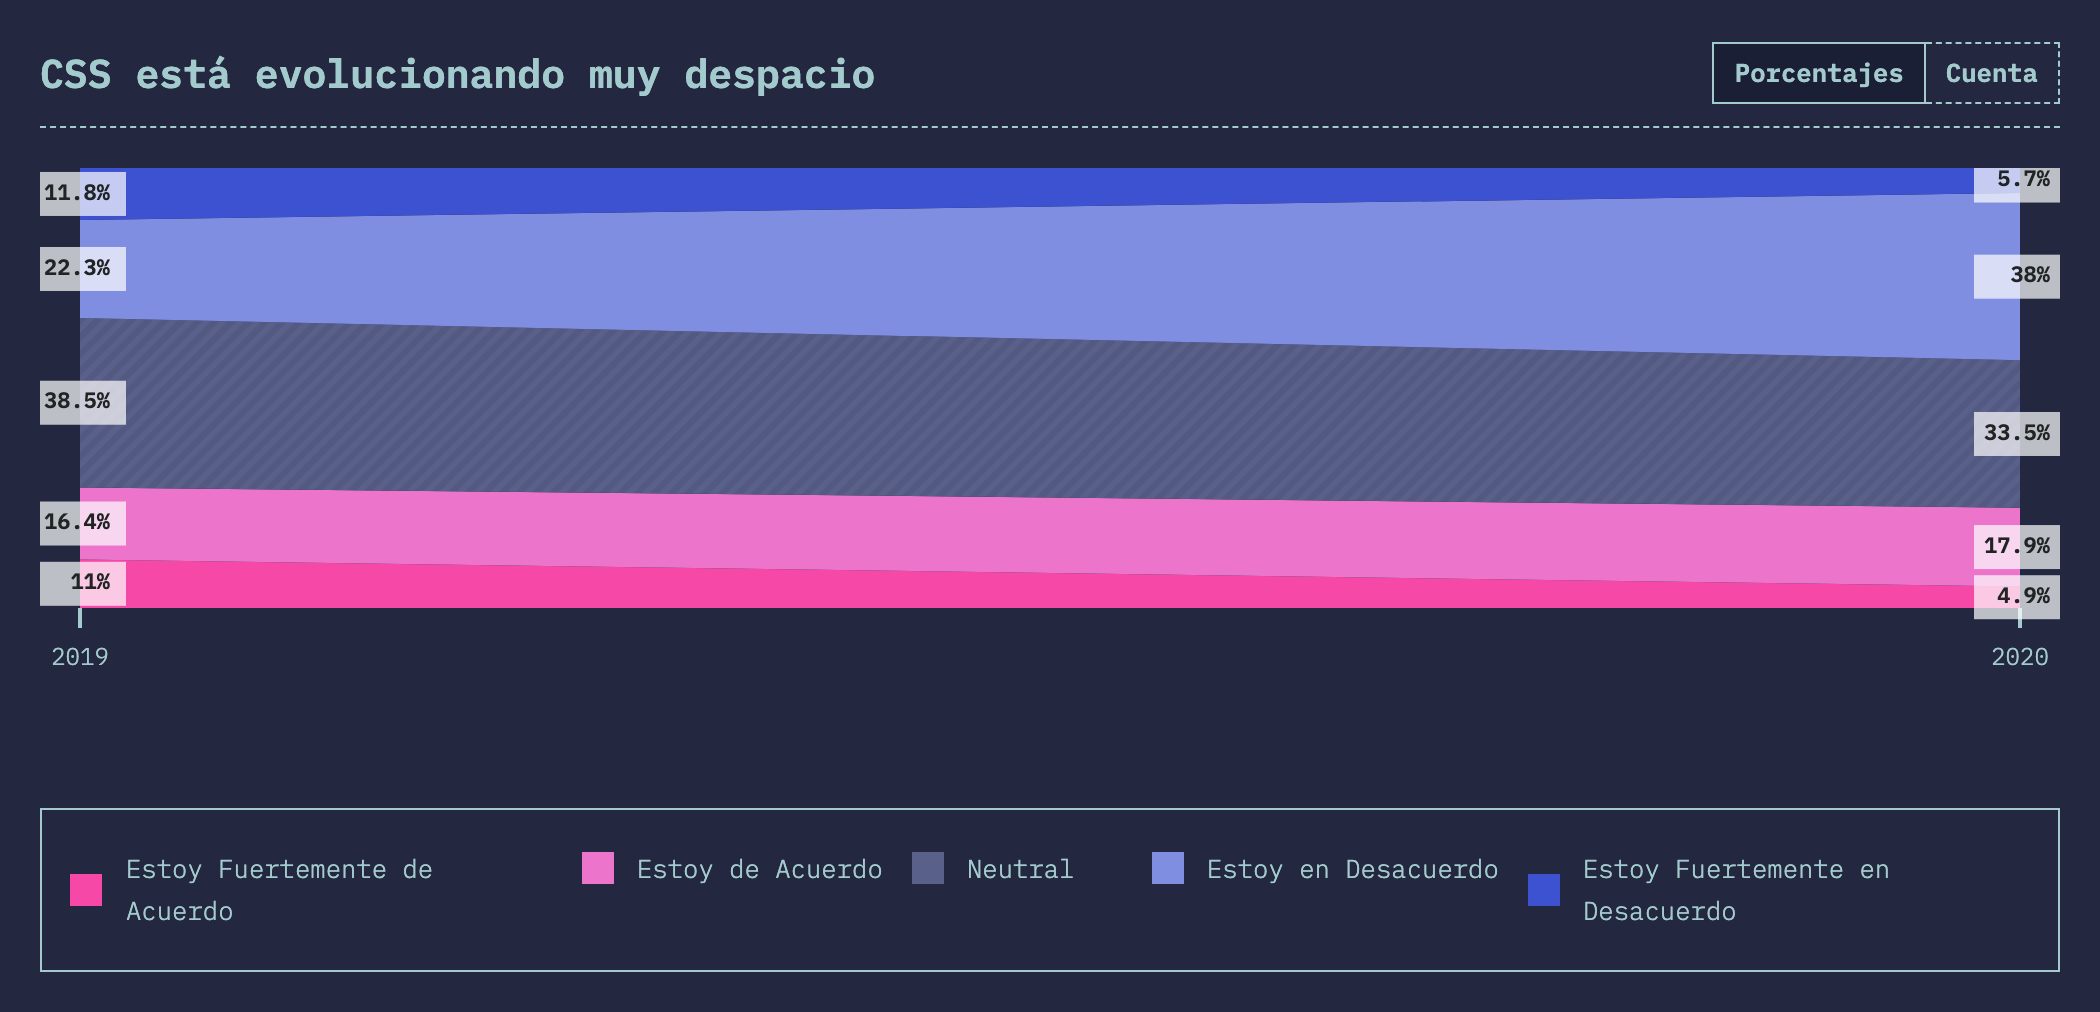 CSS está evolucionando muy despacio
Porcentajes
Cuenta
11.8%
22.3%
38.5%
16.4%
11%
5.7%
38%
33.5%
17.9%
4.9%
2019
2020
Estoy Fuertemente de
Acuerdo
Estoy de Acuerdo
Neutral
Estoy en Desacuerdo
Estoy Fuertemente en
Desacuerdo